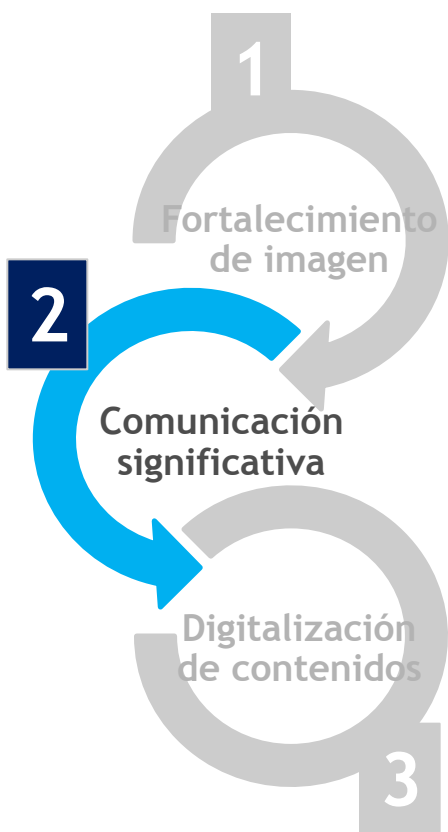 1
Fortalecimiento
de imagen
2
Comunicación
significativa
Digitalización
de contenidos
3